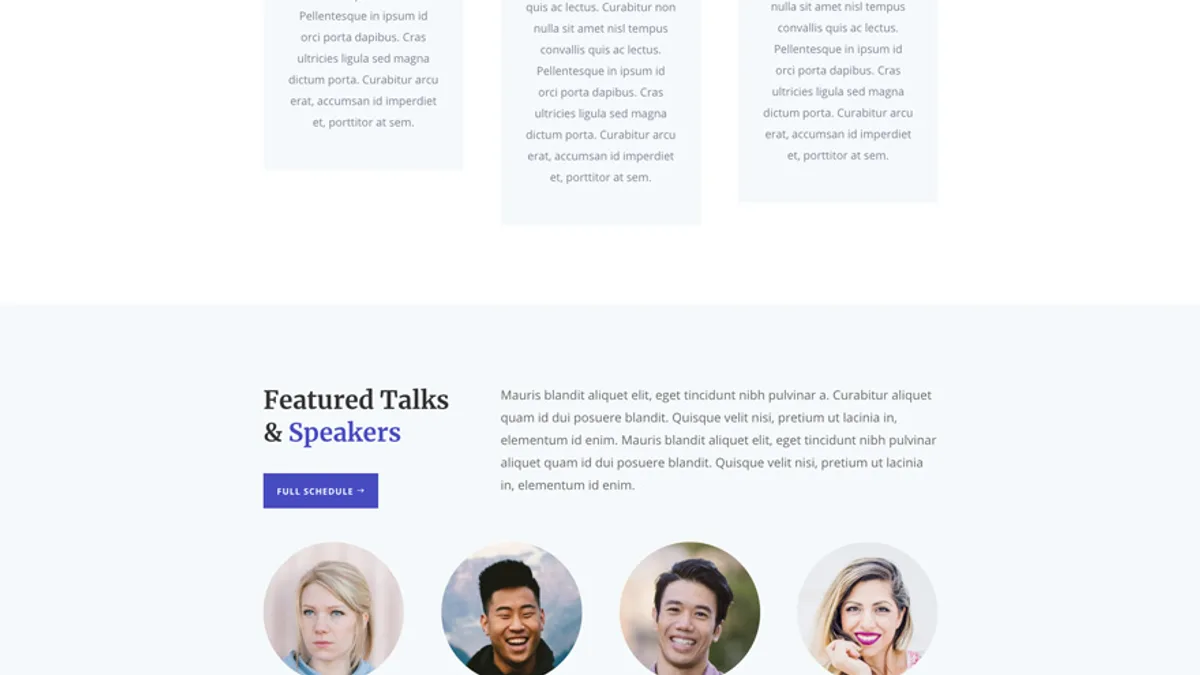 Pellentesque in ipsum id
orci porta dapibus. Cras
ultricies ligula sed magna
dictum porta. Curabitur arcu
erat, accumsan id imperdiet
et, porttitor at sem.
quis ac lectus. Curabitur non
nulla sit amet nisl tempus
convallis quis ac lectus.
Pellentesque in ipsum id
orci porta dapibus. Cras
ultricies ligula sed magna
dictum porta. Curabitur arcu
erat, accumsan id imperdiet
et, porttitor at sem.
nulla sit amet nisl tempus
convallis quis ac lectus.
Pellentesque in ipsum id
orci porta dapibus. Cras
ultricies ligula sed magna
dictum porta. Curabitur arcu
erat, accumsan id imperdiet
et, porttitor at sem.
Featured Talks
& Speakers
FULL SCHEDULE →
Mauris blandit aliquet elit, eget tincidunt nibh pulvinar a. Curabitur aliquet
quam id dui posuere blandit. Quisque velit nisi, pretium ut lacinia in,
elementum id enim. Mauris blandit aliquet elit, eget tincidunt nibh pulvinar
aliquet quam id dui posuere blandit. Quisque velit nisi, pretium ut lacinia
in, elementum id enim.